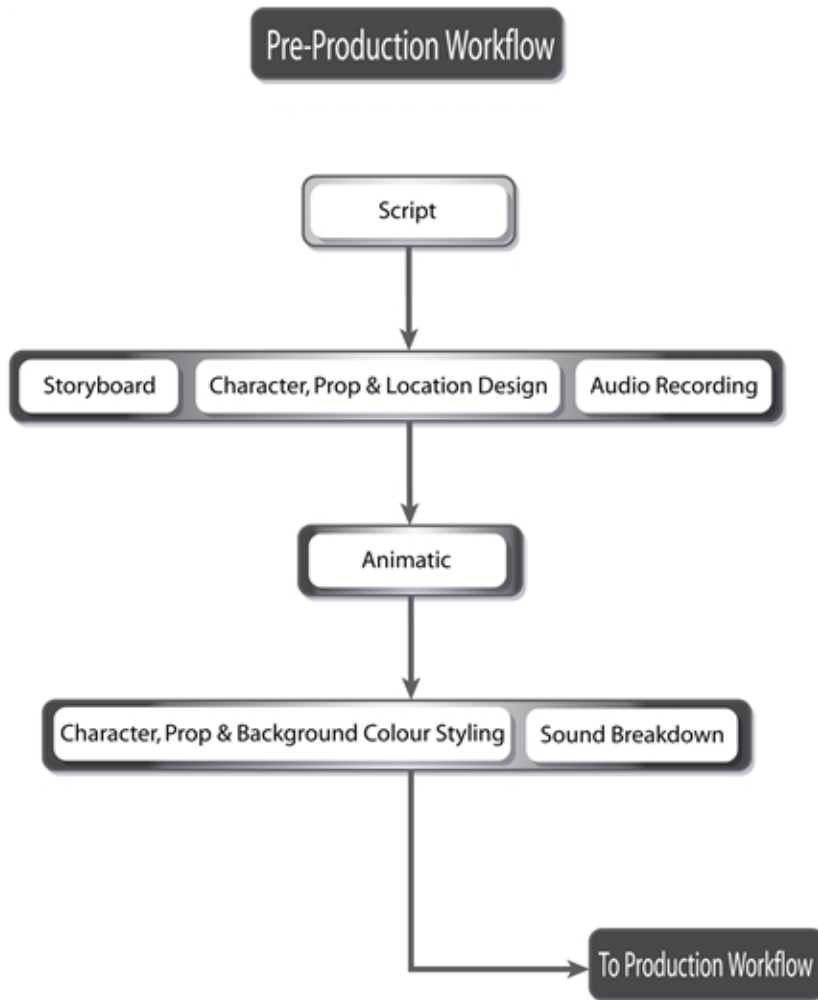 Pre-Production Workflow
Script
Storyboard
Character, Prop & Location Design
Audio Recording
Animatic
Character, Prop & Background Colour Styling
Sound Breakdown
To Production Workflow